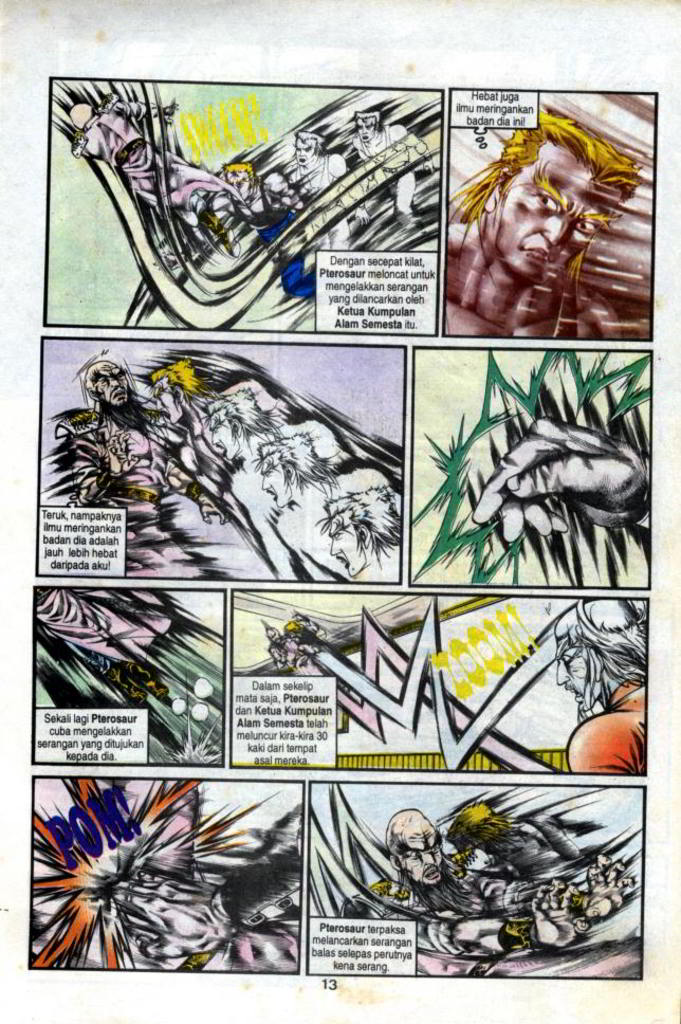 SWEEW!
Dengan secepat kilat,
Pterosaur meloncat untuk
mengelakkan serangan
yang dilancarkan oleh
Ketua Kumpulan
Alam Semesta itu.
Hebat juga
ilmu meringankan
badan dia ini!
Teruk, nampaknya
ilmu meringankan
badan dia adalah
jauh lebih hebat
daripada aku!
Sekali lagi Pterosaur
cuba mengelakkan
serangan yang ditujukan
kepada dia.
ZOOM!
Dalam sekelip
mata saja, Pterosaur
dan Ketua Kumpulan
Alam Semesta telah
meluncur kira-kira 30
kaki dari tempat
asal mereka.
POM!
Pterosaur terpaksa
melancarkan serangan
balas selepas perutnya
kena serang.
13